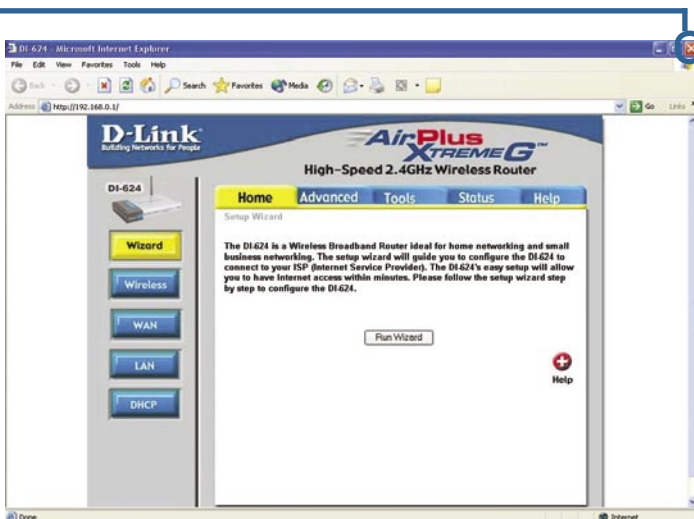 DI-624 - Microsoft Internet Explorer
File Edit View Favorites Tools Help
Back Search Favorites Media
Address http://192.168.0.1/ Go Links
D-Link
Building Networks for People
AirPlus
XTREME G™
High-Speed 2.4GHz Wireless Router
DI-624
Home Advanced Tools Status Help
Setup Wizard
The DI-624 is a Wireless Broadband Router ideal for home networking and small
business networking. The setup wizard will guide you to configure the DI-624 to
connect to your ISP (Internet Service Provider). The DI-624's easy setup will allow
you to have Internet access within minutes. Please follow the setup wizard step
by step to configure the DI-624.
Wizard
Wireless
WAN
LAN
DHCP
Run Wizard
Help
Done Internet